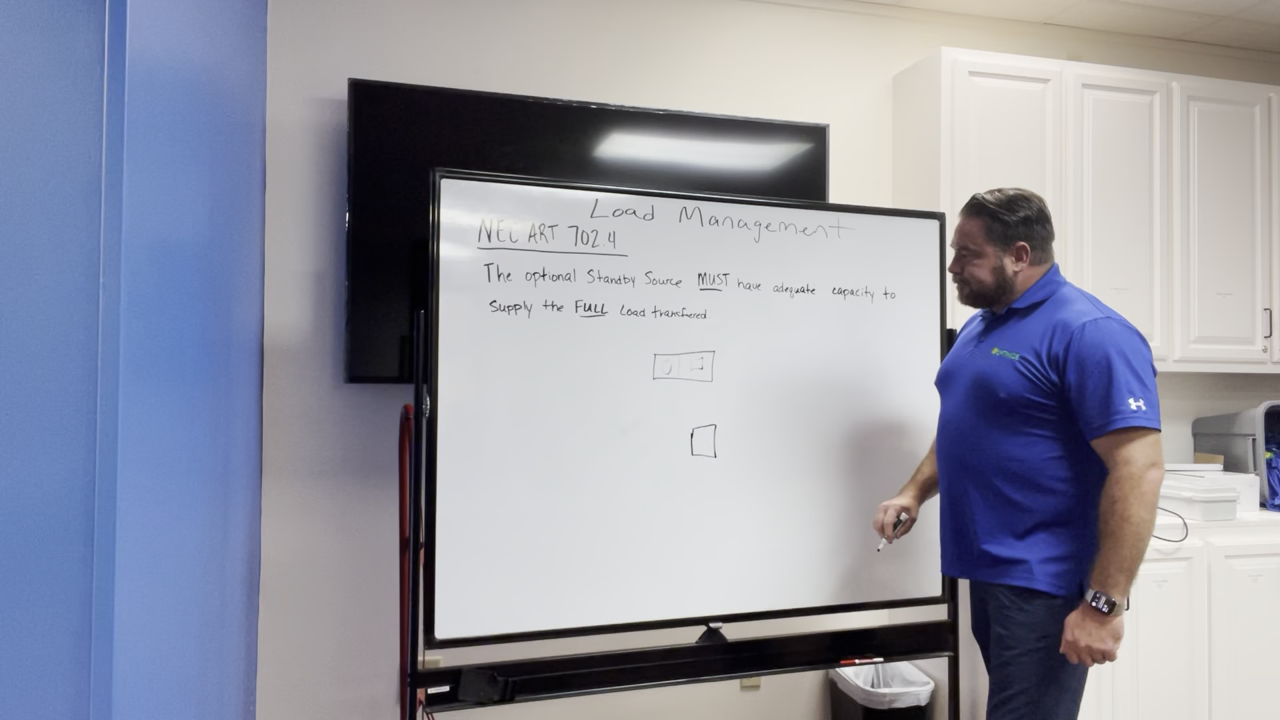 Load Management
NEC ART 702.4
The optional Standby Source MUST have adequate capacity to
Supply the FULL Load transferred.